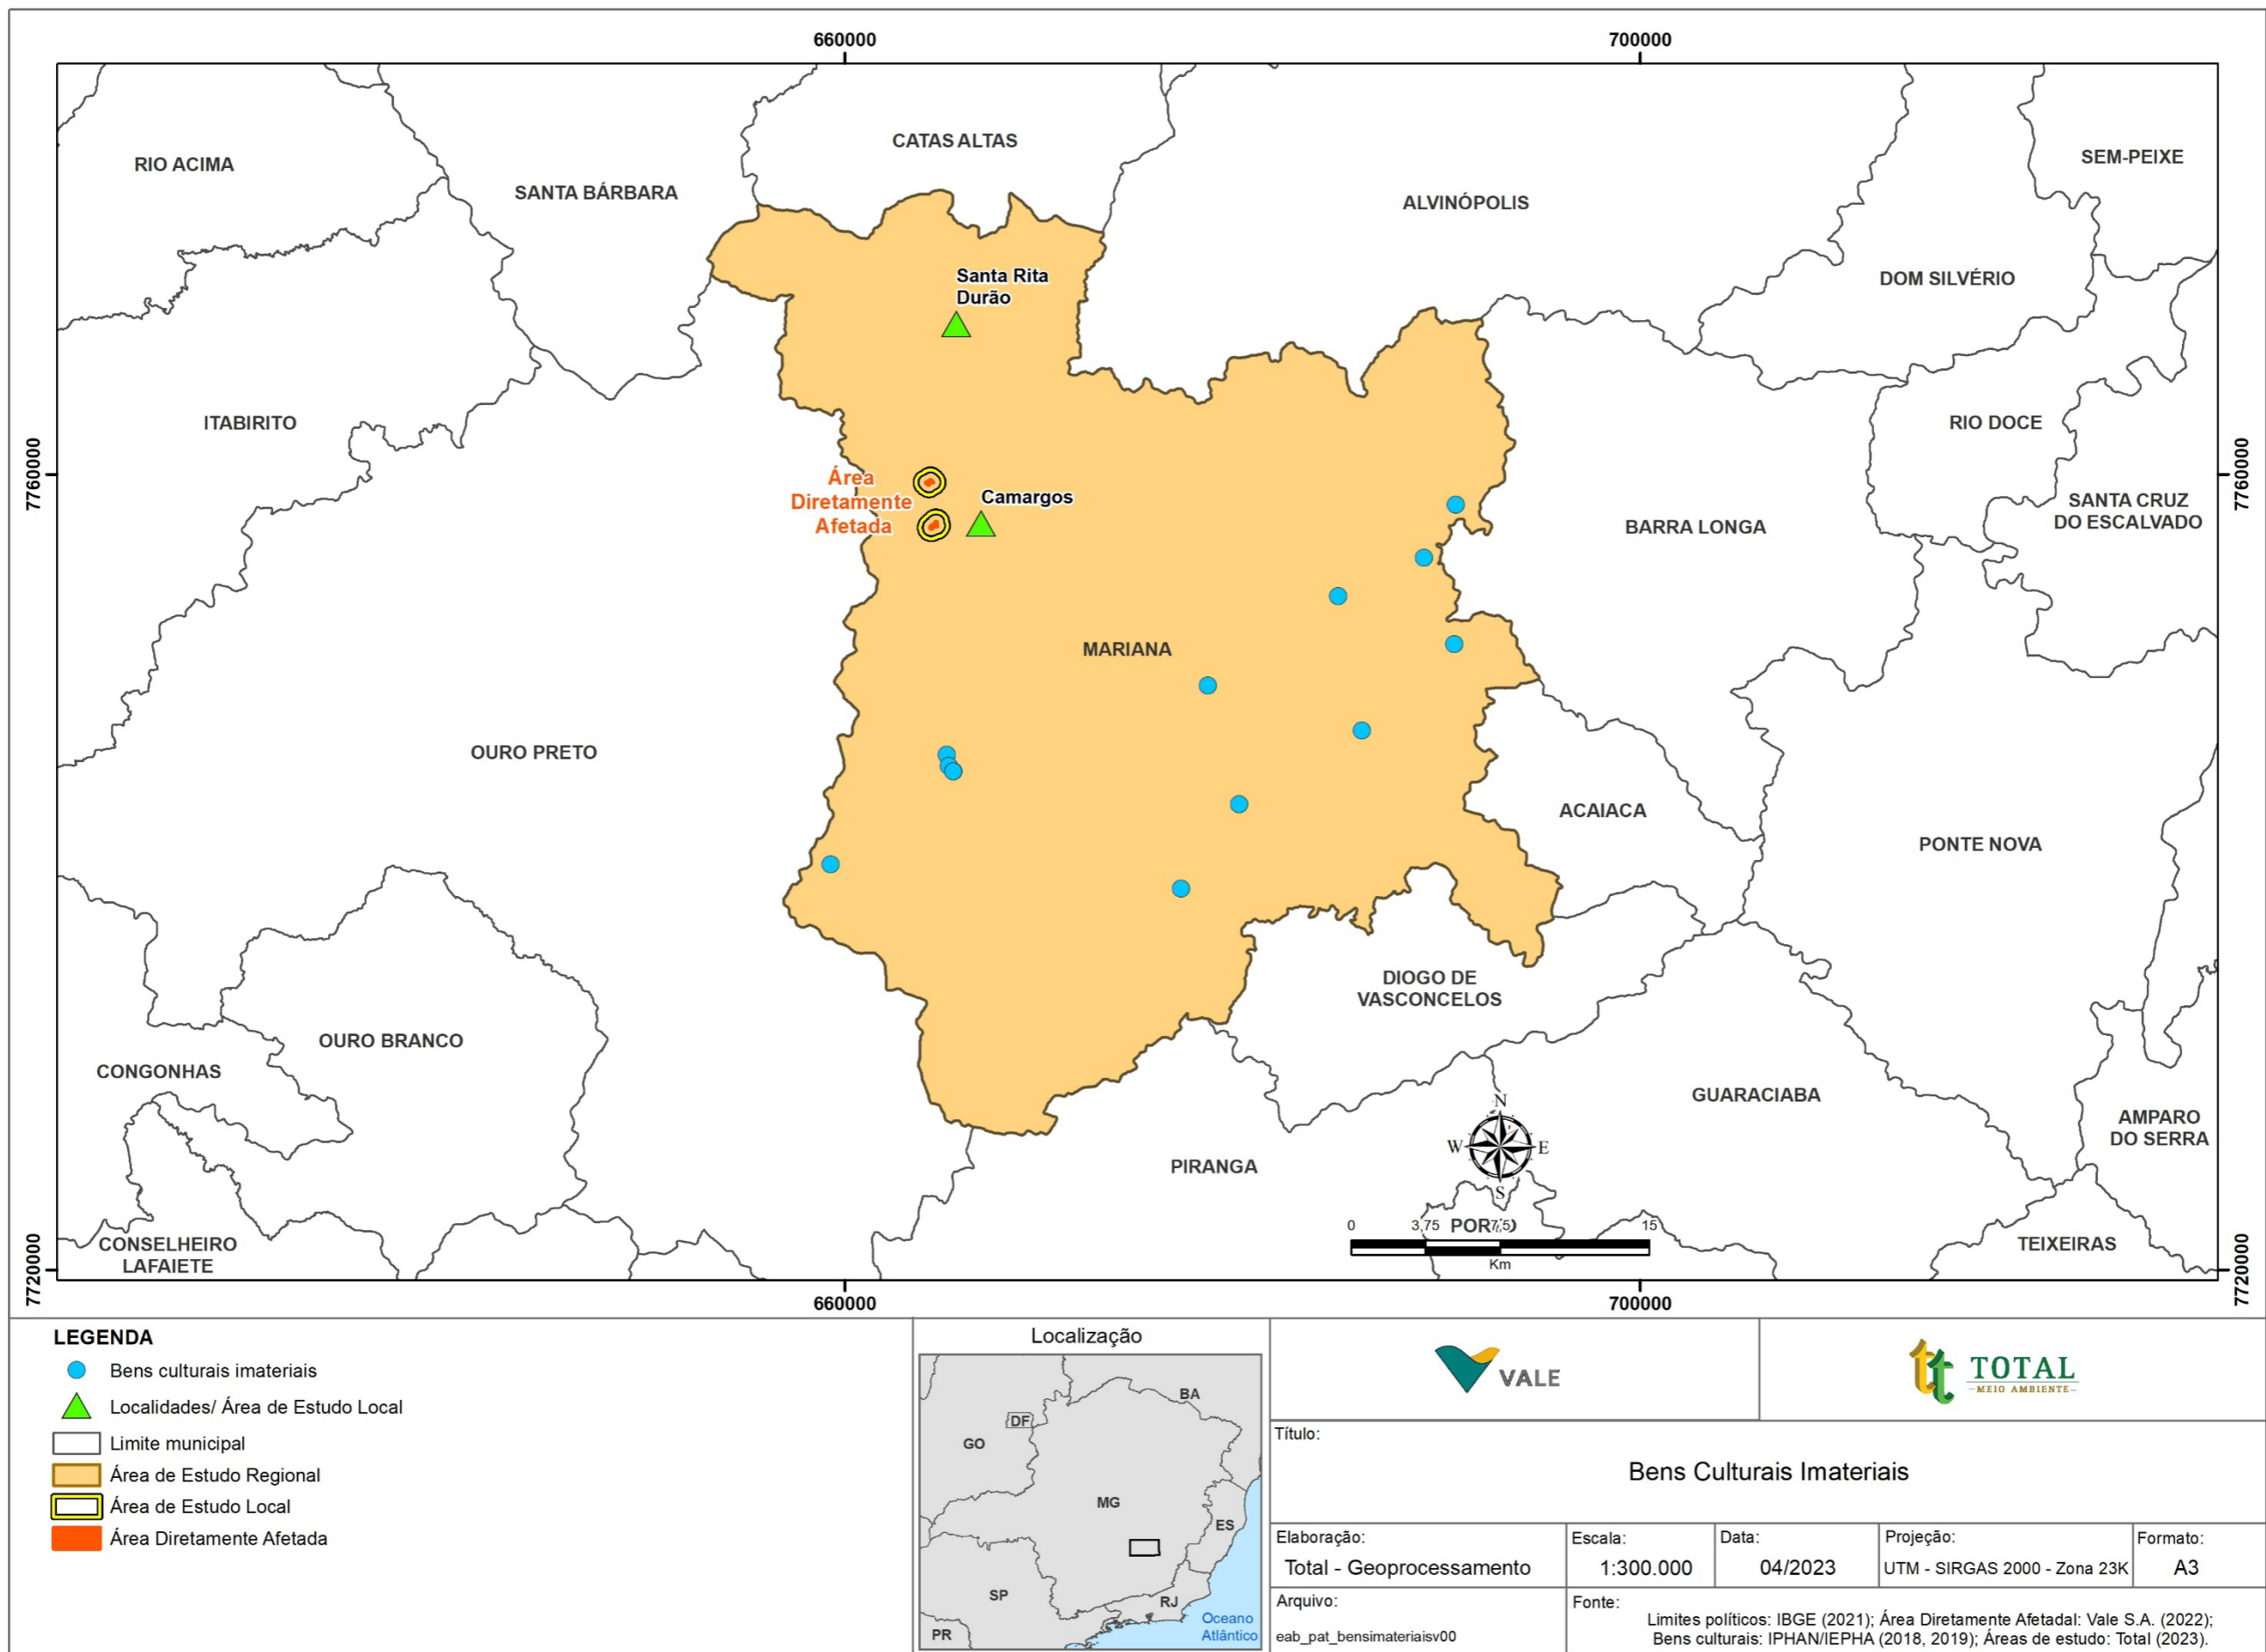 660000
700000
CATAS ALTAS
RIO ACIMA
SANTA BÁRBARA
SEM-PEIXE
ALVINÓPOLIS
DOM SILVÉRIO
Santa Rita
Durão
ITABIRITO
RIO DOCE
7760000
7760000
Área
Diretamente
Afetada
Camargos
SANTA CRUZ
DO ESCALVADO
BARRA LONGA
MARIANA
OURO PRETO
ACAIACA
PONTE NOVA
DIOGO DE
VASCONCELOS
OURO BRANCO
CONGONHAS
GUARACIABA
AMPARO
DO SERRA
PIRANGA
N
W
E
S
0
3,75
7,5
15
Km
CONSELHEIRO
LAFAIETE
TEIXEIRAS
7720000
7720000
660000
700000
LEGENDA
Bens culturais imateriais
Localidades/ Área de Estudo Local
Limite municipal
Área de Estudo Regional
Área de Estudo Local
Área Diretamente Afetada
Localização
BA
DF
GO
MG
ES
SP
RJ
PR
Oceano
Atlântico
VALE
tt TOTAL
MEIO AMBIENTE
Título:
Bens Culturais Imateriais
Elaboração:
Total - Geoprocessamento
Escala:
1:300.000
Data:
04/2023
Projeção:
UTM - SIRGAS 2000 - Zona 23K
Formato:
A3
Arquivo:
eab_pat_bensimateriaisv00
Fonte:
Limites políticos: IBGE (2021); Área Diretamente Afetadal: Vale S.A. (2022);
Bens culturais: IPHAN/IEPHA (2018, 2019); Áreas de estudo: Total (2023).